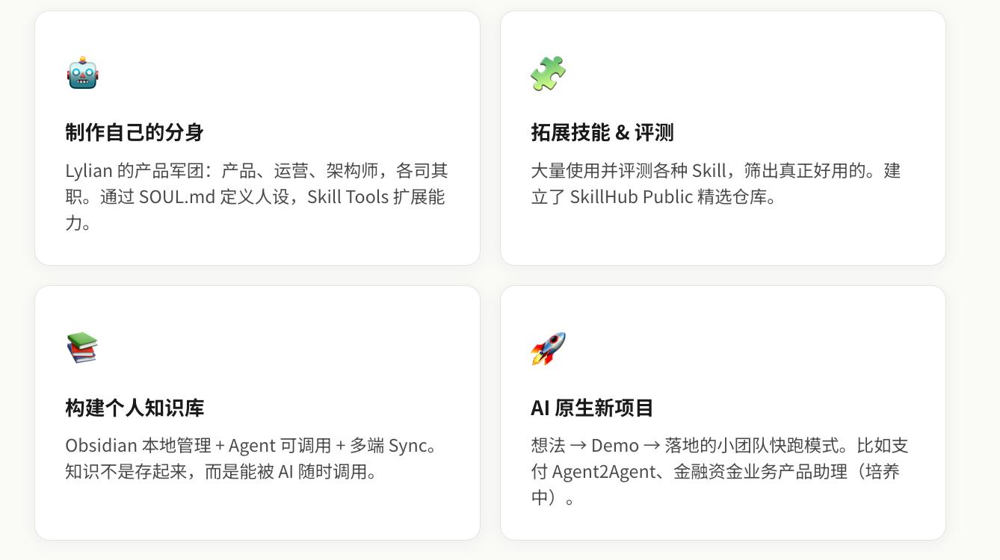 制作自己的分身
Lylian 的产品军团：产品、运营、架构师，各司其
职。通过 SOUL.md 定义人设，Skill Tools 扩展能
力。
拓展技能 & 评测
大量使用并评测各种 Skill，筛出真正好用的。建
立了 SkillHub Public 精选仓库。
构建个人知识库
Obsidian 本地管理 + Agent 可调用 + 多端 Sync。
知识不是存起来，而是能被 AI 随时调用。
AI 原生新项目
想法 → Demo → 落地的小团队快跑模式。比如支
付 Agent2Agent、金融资金业务产品助理（培养
中）。